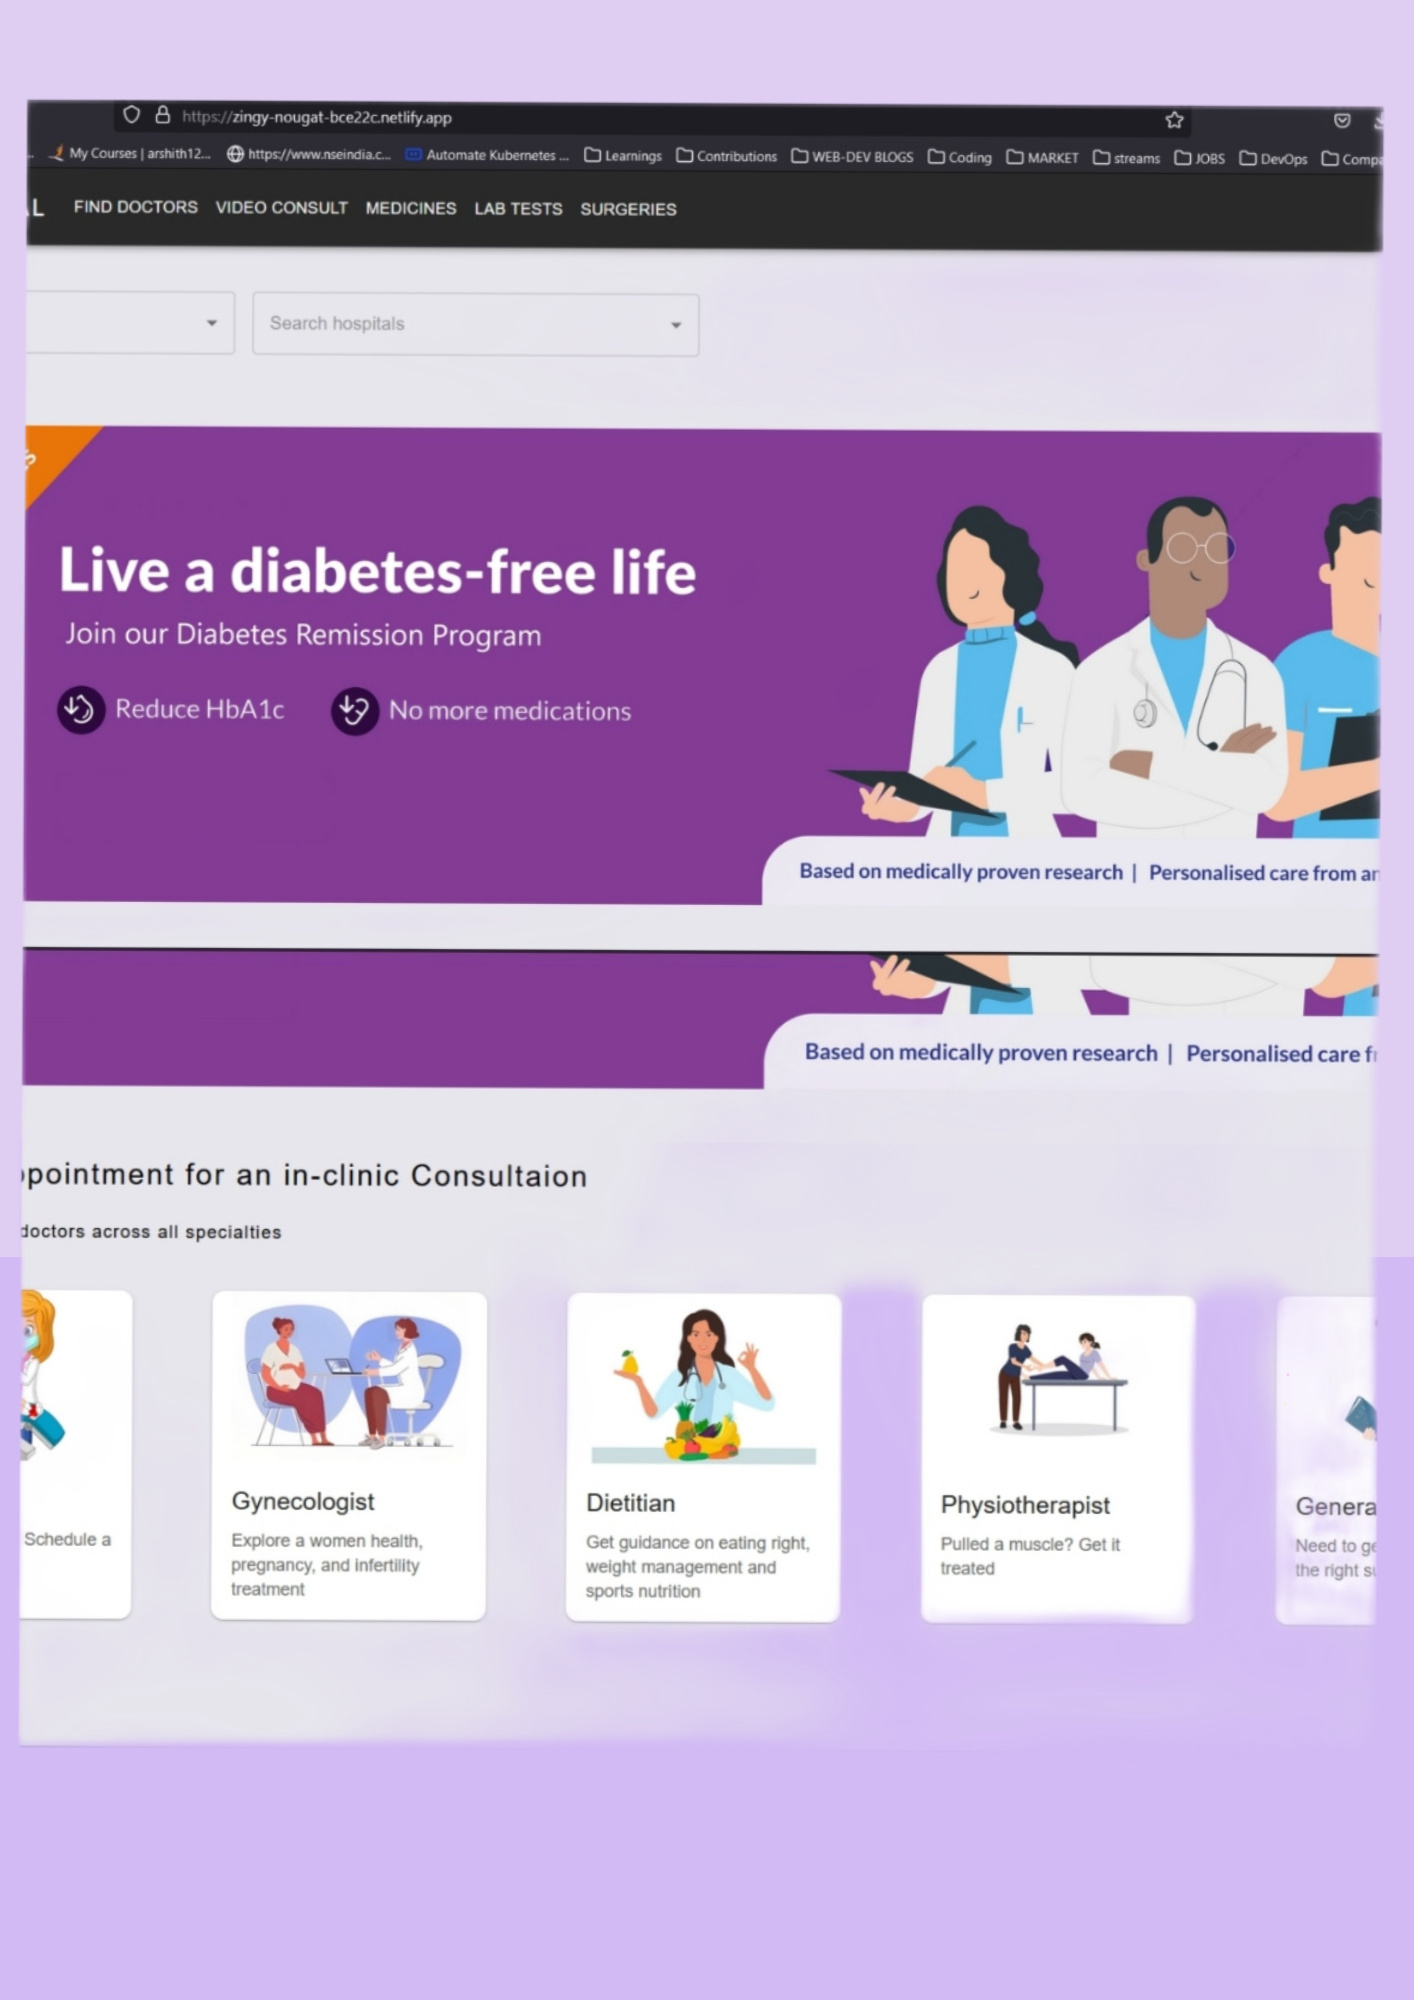 https://zingy-nougat-bce22c.netlify.app
My Courses | arshith12... https://www.nseindia.c... Automate Kubernetes ... Learnings Contributions WEB-DEV BLOGS Coding MARKET streams JOBS DevOps Compa
AL FIND DOCTORS VIDEO CONSULT MEDICINES LAB TESTS SURGERIES
Search hospitals
S
Live a diabetes-free life
Join our Diabetes Remission Program
Reduce HbA1c No more medications
Based on medically proven research | Personalised care from an
Based on medically proven research | Personalised care f
ppointment for an in-clinic Consultaion
doctors across all specialties
Schedule a
Gynecologist
Explore a women health,
pregnancy, and infertility
treatment
Dietitian
Get guidance on eating right,
weight management and
sports nutrition
Physiotherapist
Pulled a muscle? Get it
treated
Genera
Need to ge
the right su